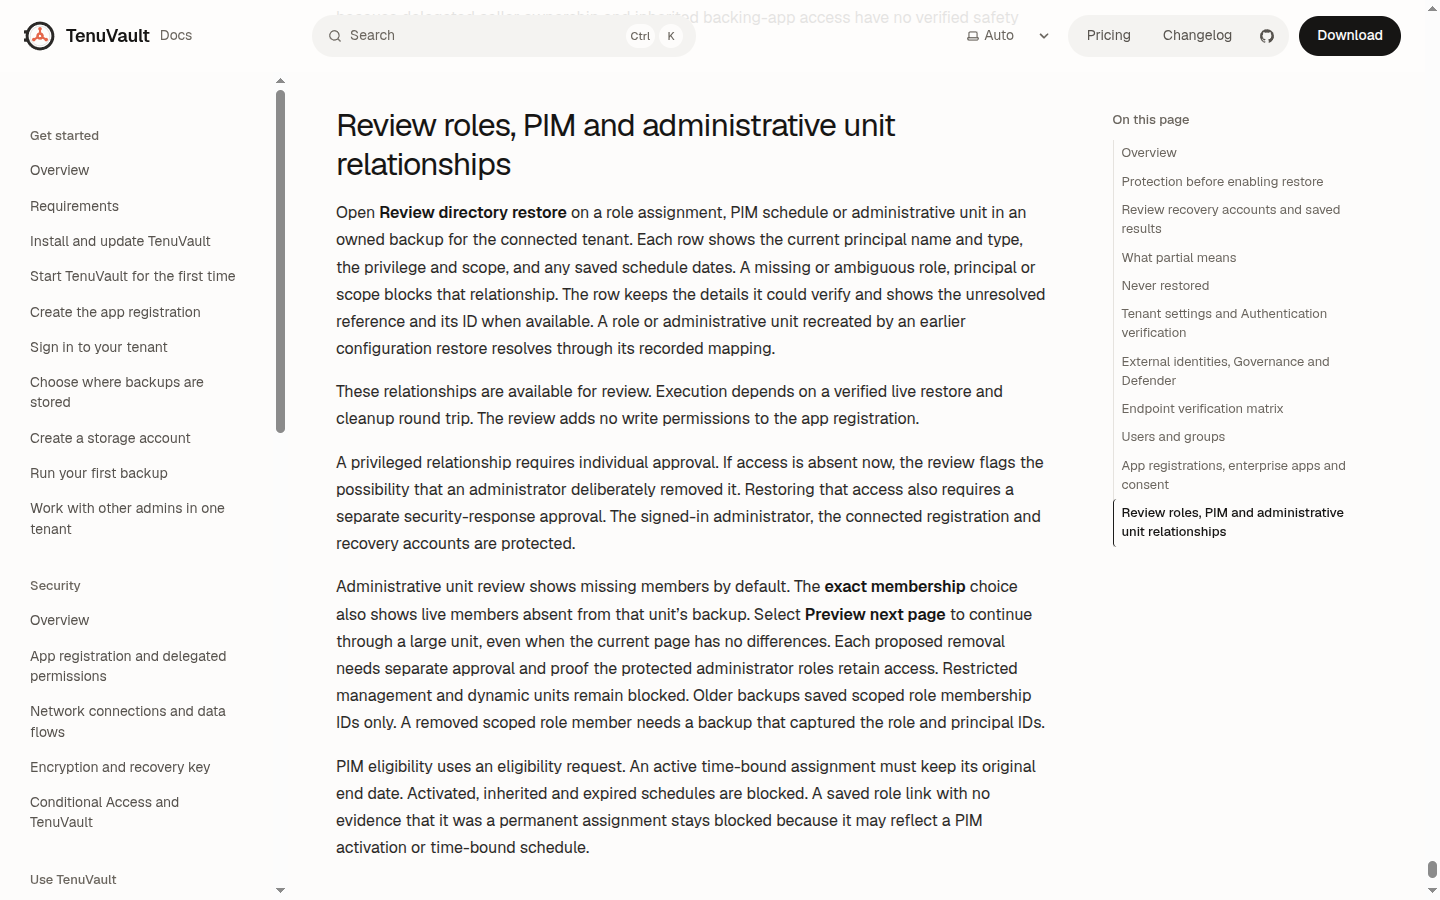 because delegated caller ownership and inherited backing-app access have no verified safety
TenuVault Docs
Search
Ctrl K
Auto
Pricing
Changelog
Download
Get started
Overview
Requirements
Install and update TenuVault
Start TenuVault for the first time
Create the app registration
Sign in to your tenant
Choose where backups are
stored
Create a storage account
Run your first backup
Work with other admins in one
tenant
Security
Overview
App registration and delegated
permissions
Network connections and data
flows
Encryption and recovery key
Conditional Access and
TenuVault
Use TenuVault
Review roles, PIM and administrative unit
relationships
Open Review directory restore on a role assignment, PIM schedule or administrative unit in an
owned backup for the connected tenant. Each row shows the current principal name and type,
the privilege and scope, and any saved schedule dates. A missing or ambiguous role, principal or
scope blocks that relationship. The row keeps the details it could verify and shows the unresolved
reference and its ID when available. A role or administrative unit recreated by an earlier
configuration restore resolves through its recorded mapping.
These relationships are available for review. Execution depends on a verified live restore and
cleanup round trip. The review adds no write permissions to the app registration.
A privileged relationship requires individual approval. If access is absent now, the review flags the
possibility that an administrator deliberately removed it. Restoring that access also requires a
separate security-response approval. The signed-in administrator, the connected registration and
recovery accounts are protected.
Administrative unit review shows missing members by default. The exact membership choice
also shows live members absent from that unit’s backup. Select Preview next page to continue
through a large unit, even when the current page has no differences. Each proposed removal
needs separate approval and proof the protected administrator roles retain access. Restricted
management and dynamic units remain blocked. Older backups saved scoped role membership
IDs only. A removed scoped role member needs a backup that captured the role and principal IDs.
PIM eligibility uses an eligibility request. An active time-bound assignment must keep its original
end date. Activated, inherited and expired schedules are blocked. A saved role link with no
evidence that it was a permanent assignment stays blocked because it may reflect a PIM
activation or time-bound schedule.
On this page
Overview
Protection before enabling restore
Review recovery accounts and saved
results
What partial means
Never restored
Tenant settings and Authentication
verification
External identities, Governance and
Defender
Endpoint verification matrix
Users and groups
App registrations, enterprise apps and
consent
Review roles, PIM and administrative
unit relationships